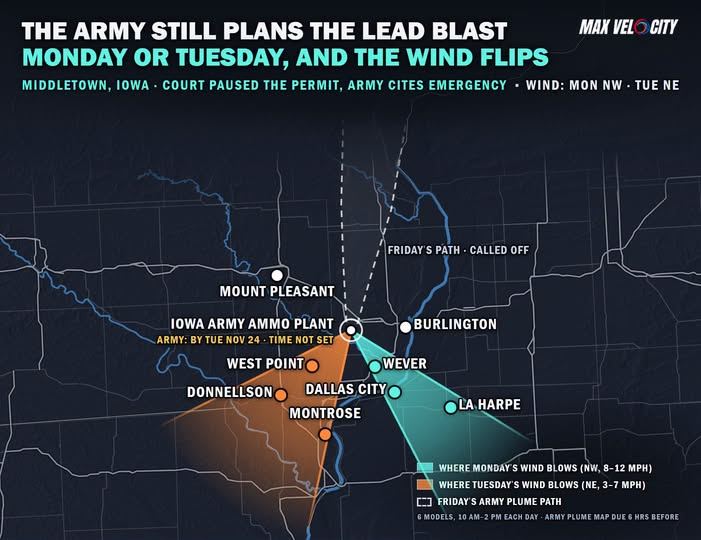 THE ARMY STILL PLANS THE LEAD BLAST
MONDAY OR TUESDAY, AND THE WIND FLIPS
MAX VELOCITY
MIDDLETOWN, IOWA · COURT PAUSED THE PERMIT, ARMY CITES EMERGENCY • WIND: MON NW · TUE NE
FRIDAY'S PATH · CALLED OFF
MOUNT PLEASANT
IOWA ARMY AMMO PLANT
BURLINGTON
ARMY: BY TUE NOV 24 · TIME NOT SET
WEST POINT
WEVER
DONNELLSON
DALLAS CITY
LA HARPE
MONTROSE
WHERE MONDAY'S WIND BLOWS (NW, 8–12 MPH)
WHERE TUESDAY'S WIND BLOWS (NE, 3–7 MPH)
FRIDAY'S ARMY PLUME PATH
6 MODELS, 10 AM–2 PM EACH DAY · ARMY PLUME MAP DUE 6 HRS BEFORE